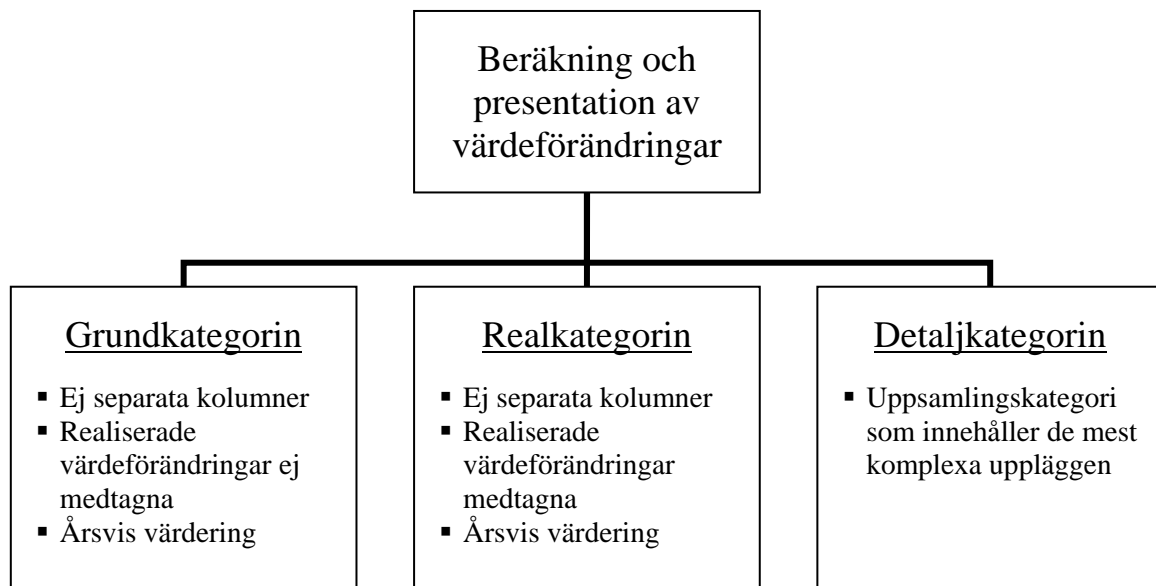 Beräkning och
presentation av
värdeförändringar
Grundkategorin
▪ Ej separata kolumner
▪ Realiserade
värdeförändringar ej
medtagna
▪ Årsvis värdering
Realkategorin
▪ Ej separata kolumner
▪ Realiserade
värdeförändringar
medtagna
▪ Årsvis värdering
Detaljkategorin
▪ Uppsamlingskategori
som innehåller de mest
komplexa uppläggen